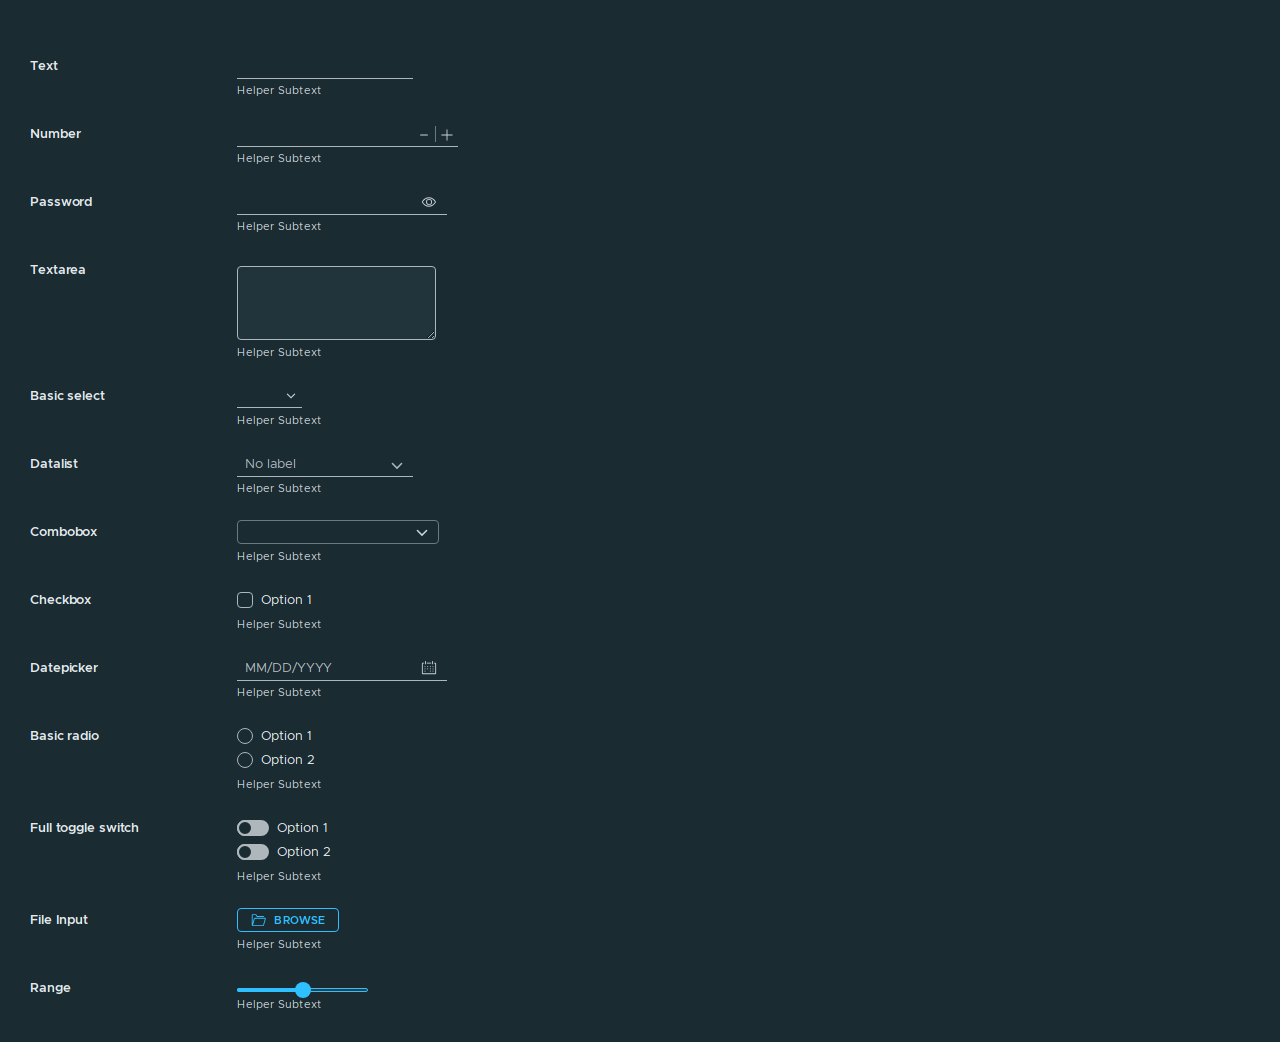 Text
Helper Subtext
Number
Helper Subtext
Password
Helper Subtext
Textarea
Helper Subtext
Basic select
Helper Subtext
Datalist No label
Helper Subtext
Combobox
Helper Subtext
Checkbox Option 1
Helper Subtext
Datepicker MM/DD/YYYY
Helper Subtext
Basic radio Option 1
Option 2
Helper Subtext
Full toggle switch Option 1
Option 2
Helper Subtext
File Input BROWSE
Helper Subtext
Range
Helper Subtext